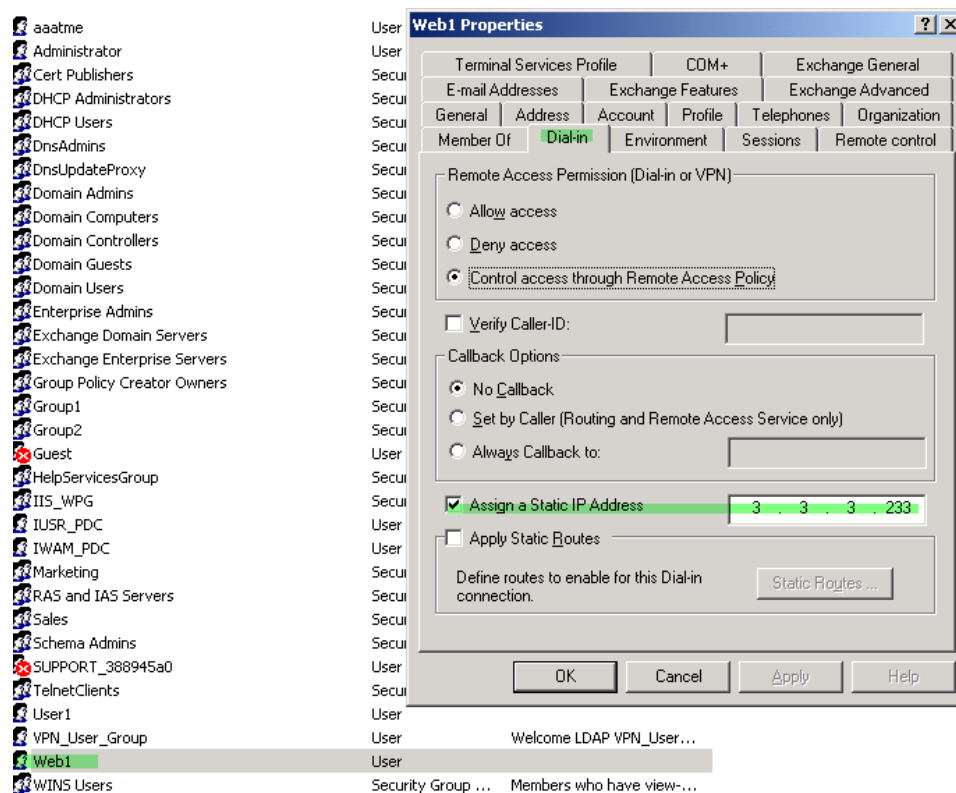 aaatme User
Administrator User
Cert Publishers Secu
DHCP Administrators Secu
DHCP Users Secu
DnsAdmins Secu
DnsUpdateProxy Secu
Domain Admins Secu
Domain Computers Secu
Domain Controllers Secu
Domain Guests Secu
Domain Users Secu
Enterprise Admins Secu
Exchange Domain Servers Secu
Exchange Enterprise Servers Secu
Group Policy Creator Owners Secu
Group1 Secu
Group2 Secu
Guest User
HelpServicesGroup Secu
IIS_WPG Secu
IUSR_PDC User
IWAM_PDC User
Marketing Secu
RAS and IAS Servers Secu
Sales Secu
Schema Admins Secu
SUPPORT_388945a0 User
TelnetClients Secu
User1 User
VPN_User_Group User Welcome LDAP VPN_User...
Web1 User
WINS Users Security Group ... Members who have view-...
Web1 Properties
Terminal Services Profile COM+ Exchange General
E-mail Addresses Exchange Features Exchange Advanced
General Address Account Profile Telephones Organization
Member Of Dial-in Environment Sessions Remote control
Remote Access Permission (Dial-in or VPN)
Allow access
Deny access
Control access through Remote Access Policy
Verify Caller-ID:
Callback Options
No Callback
Set by Caller (Routing and Remote Access Service only)
Always Callback to:
Assign a Static IP Address 3 . 3 . 3 . 233
Apply Static Routes
Define routes to enable for this Dial-in
connection.
Static Routes ...
OK Cancel Apply Help